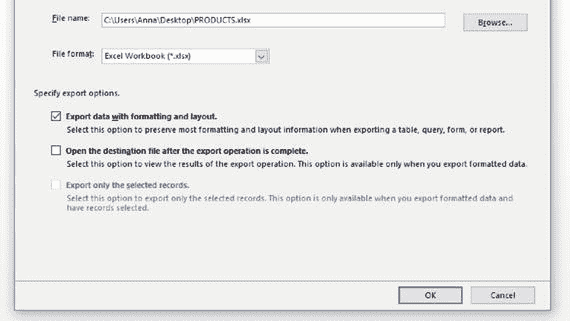 File name: C:\Users\Anna\Desktop\PRODUCTS.xlsx Browse...
File format: Excel Workbook (*.xlsx)
Specify export options.
Export data with formatting and layout.
Select this option to preserve most formatting and layout information when exporting a table, query, form, or report.
Open the destination file after the export operation is complete.
Select this option to view the results of the export operation. This option is available only when you export formatted data.
Export only the selected records.
Select this option to export only the selected records. This option is only available when you export formatted data and
have records selected.
OK Cancel